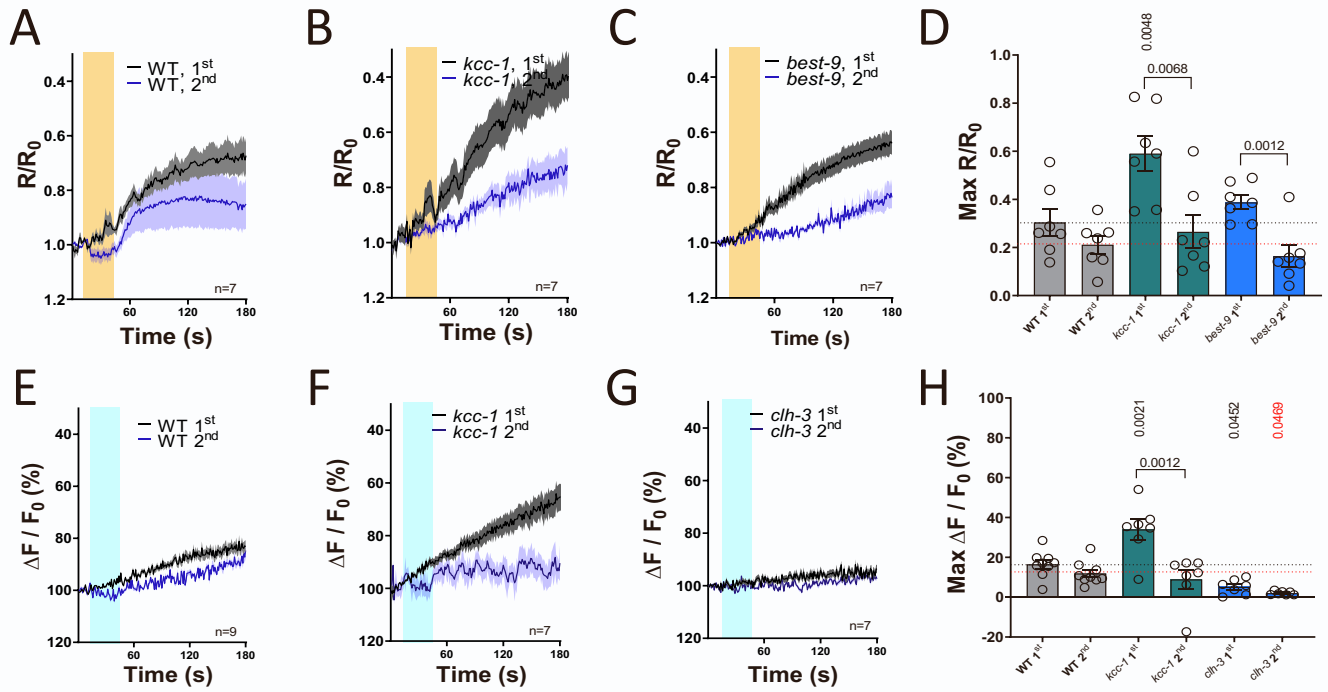 A
WT, 1st
WT, 2nd
R/R0
0.4
0.6
0.8
1.0
1.2
n=7
60
120
180
Time (s)
B
kcc-1, 1st
kcc-1, 2nd
R/R0
0.4
0.6
0.8
1.0
1.2
n=7
60
120
180
Time (s)
C
best-9, 1st
best-9, 2nd
R/R0
0.4
0.6
0.8
1.0
1.2
n=7
60
120
180
Time (s)
D
0.0048
0.0068
0.0012
Max R/R0
1.0
0.8
0.6
0.4
0.2
0.0
WT 1st
WT 2nd
kcc-1 1st
kcc-1 2nd
best-9 1st
best-9 2nd
E
WT 1st
WT 2nd
ΔF / F0 (%)
40
60
80
100
120
n=9
60
120
180
Time (s)
F
kcc-1 1st
kcc-1 2nd
ΔF / F0 (%)
40
60
80
100
120
n=7
60
120
180
Time (s)
G
clh-3 1st
clh-3 2nd
ΔF / F0 (%)
40
60
80
100
120
n=7
60
120
180
Time (s)
H
0.0021
0.0452
0.0469
0.0012
Max ΔF / F0 (%)
100
80
60
40
20
0
-20
WT 1st
WT 2nd
kcc-1 1st
kcc-1 2nd
clh-3 1st
clh-3 2nd